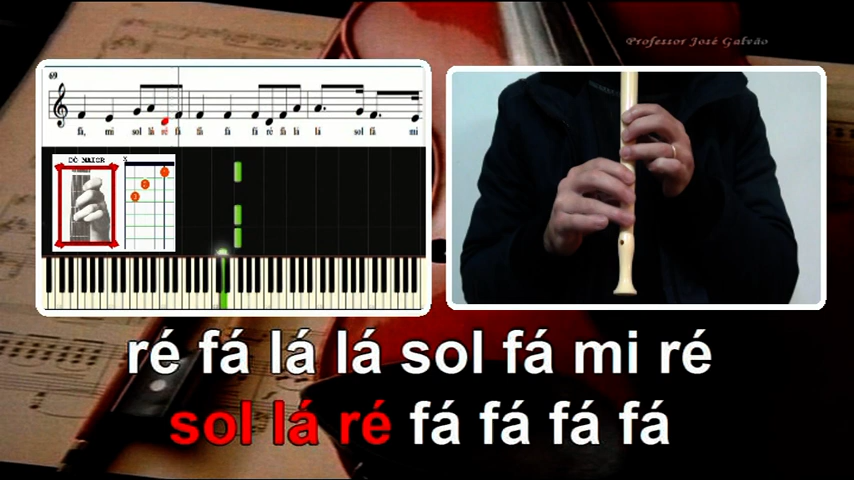 Professor José Galvão
69
fá, mi sol lá ré fá fá fá fá ré fá lá lá sol fá mi
DÓ MAIOR
x
ré fá lá lá sol fá mi ré
sol lá ré fá fá fá fá